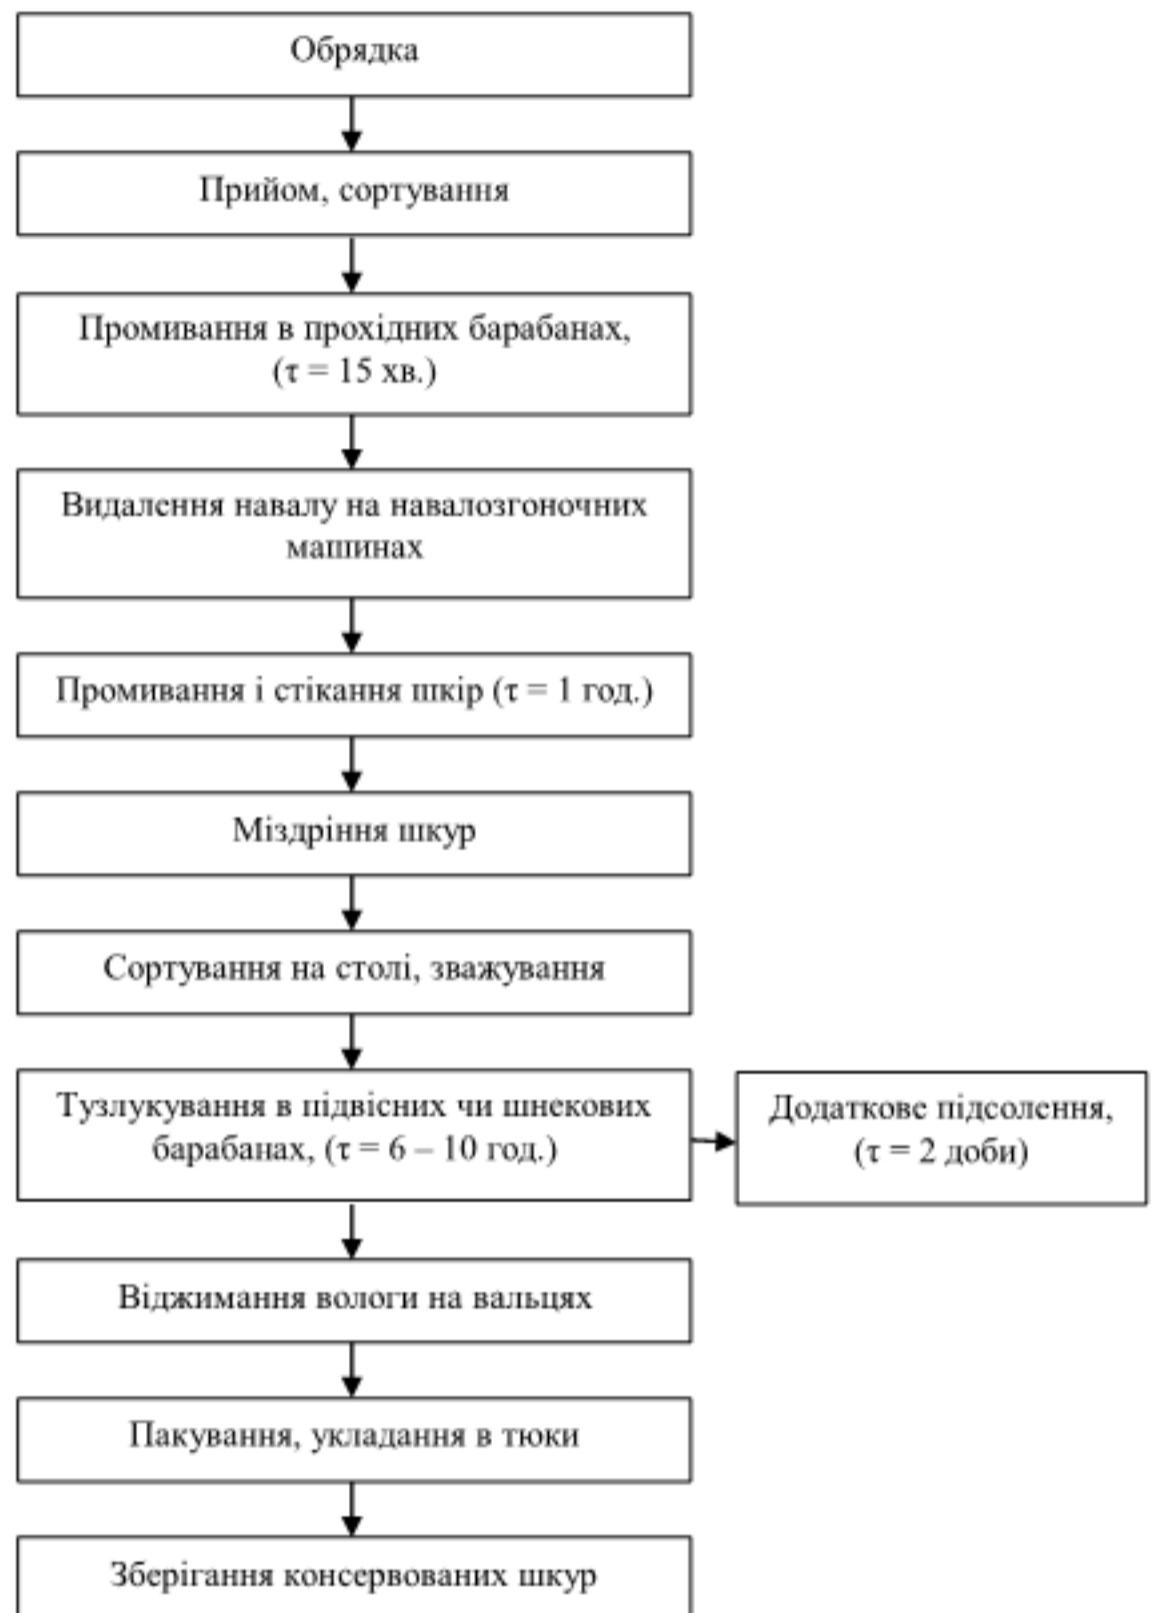 Обрядка
Прийом, сортування
Промивання в прохідних барабанах,
(τ = 15 хв.)
Видалення навалу на навалозгоночних
машинах
Промивання і стікання шкір (τ = 1 год.)
Міздріння шкур
Сортування на столі, зважування
Тузлукування в підвісних чи шнекових
барабанах, (τ = 6 – 10 год.)
Додаткове підсолення,
(τ = 2 доби)
Віджимання вологи на вальцях
Пакування, укладання в тюки
Зберігання консервованих шкур